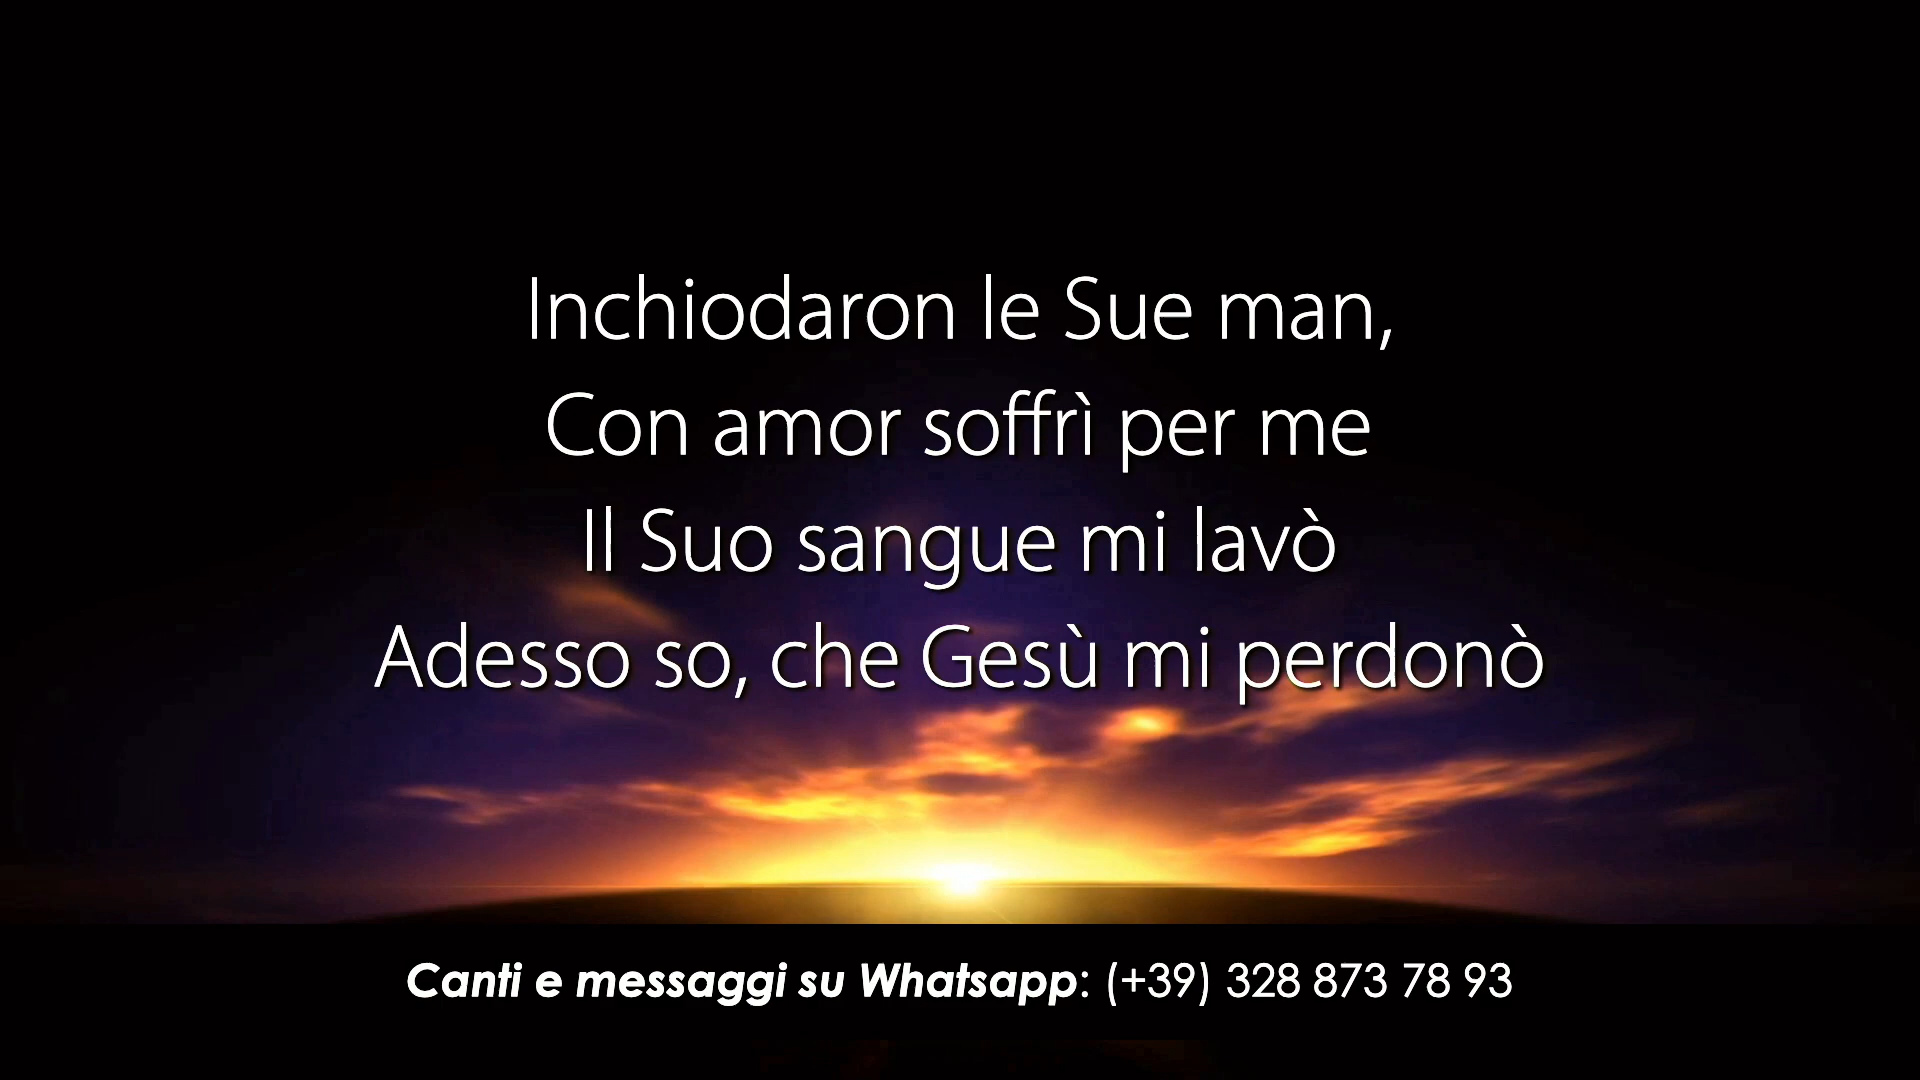 Inchiodaron le Sue man,
Con amor soffrì per me
Il Suo sangue mi lavò
Adesso so, che Gesù mi perdonò
Canti e messaggi su Whatsapp: (+39) 328 873 78 93